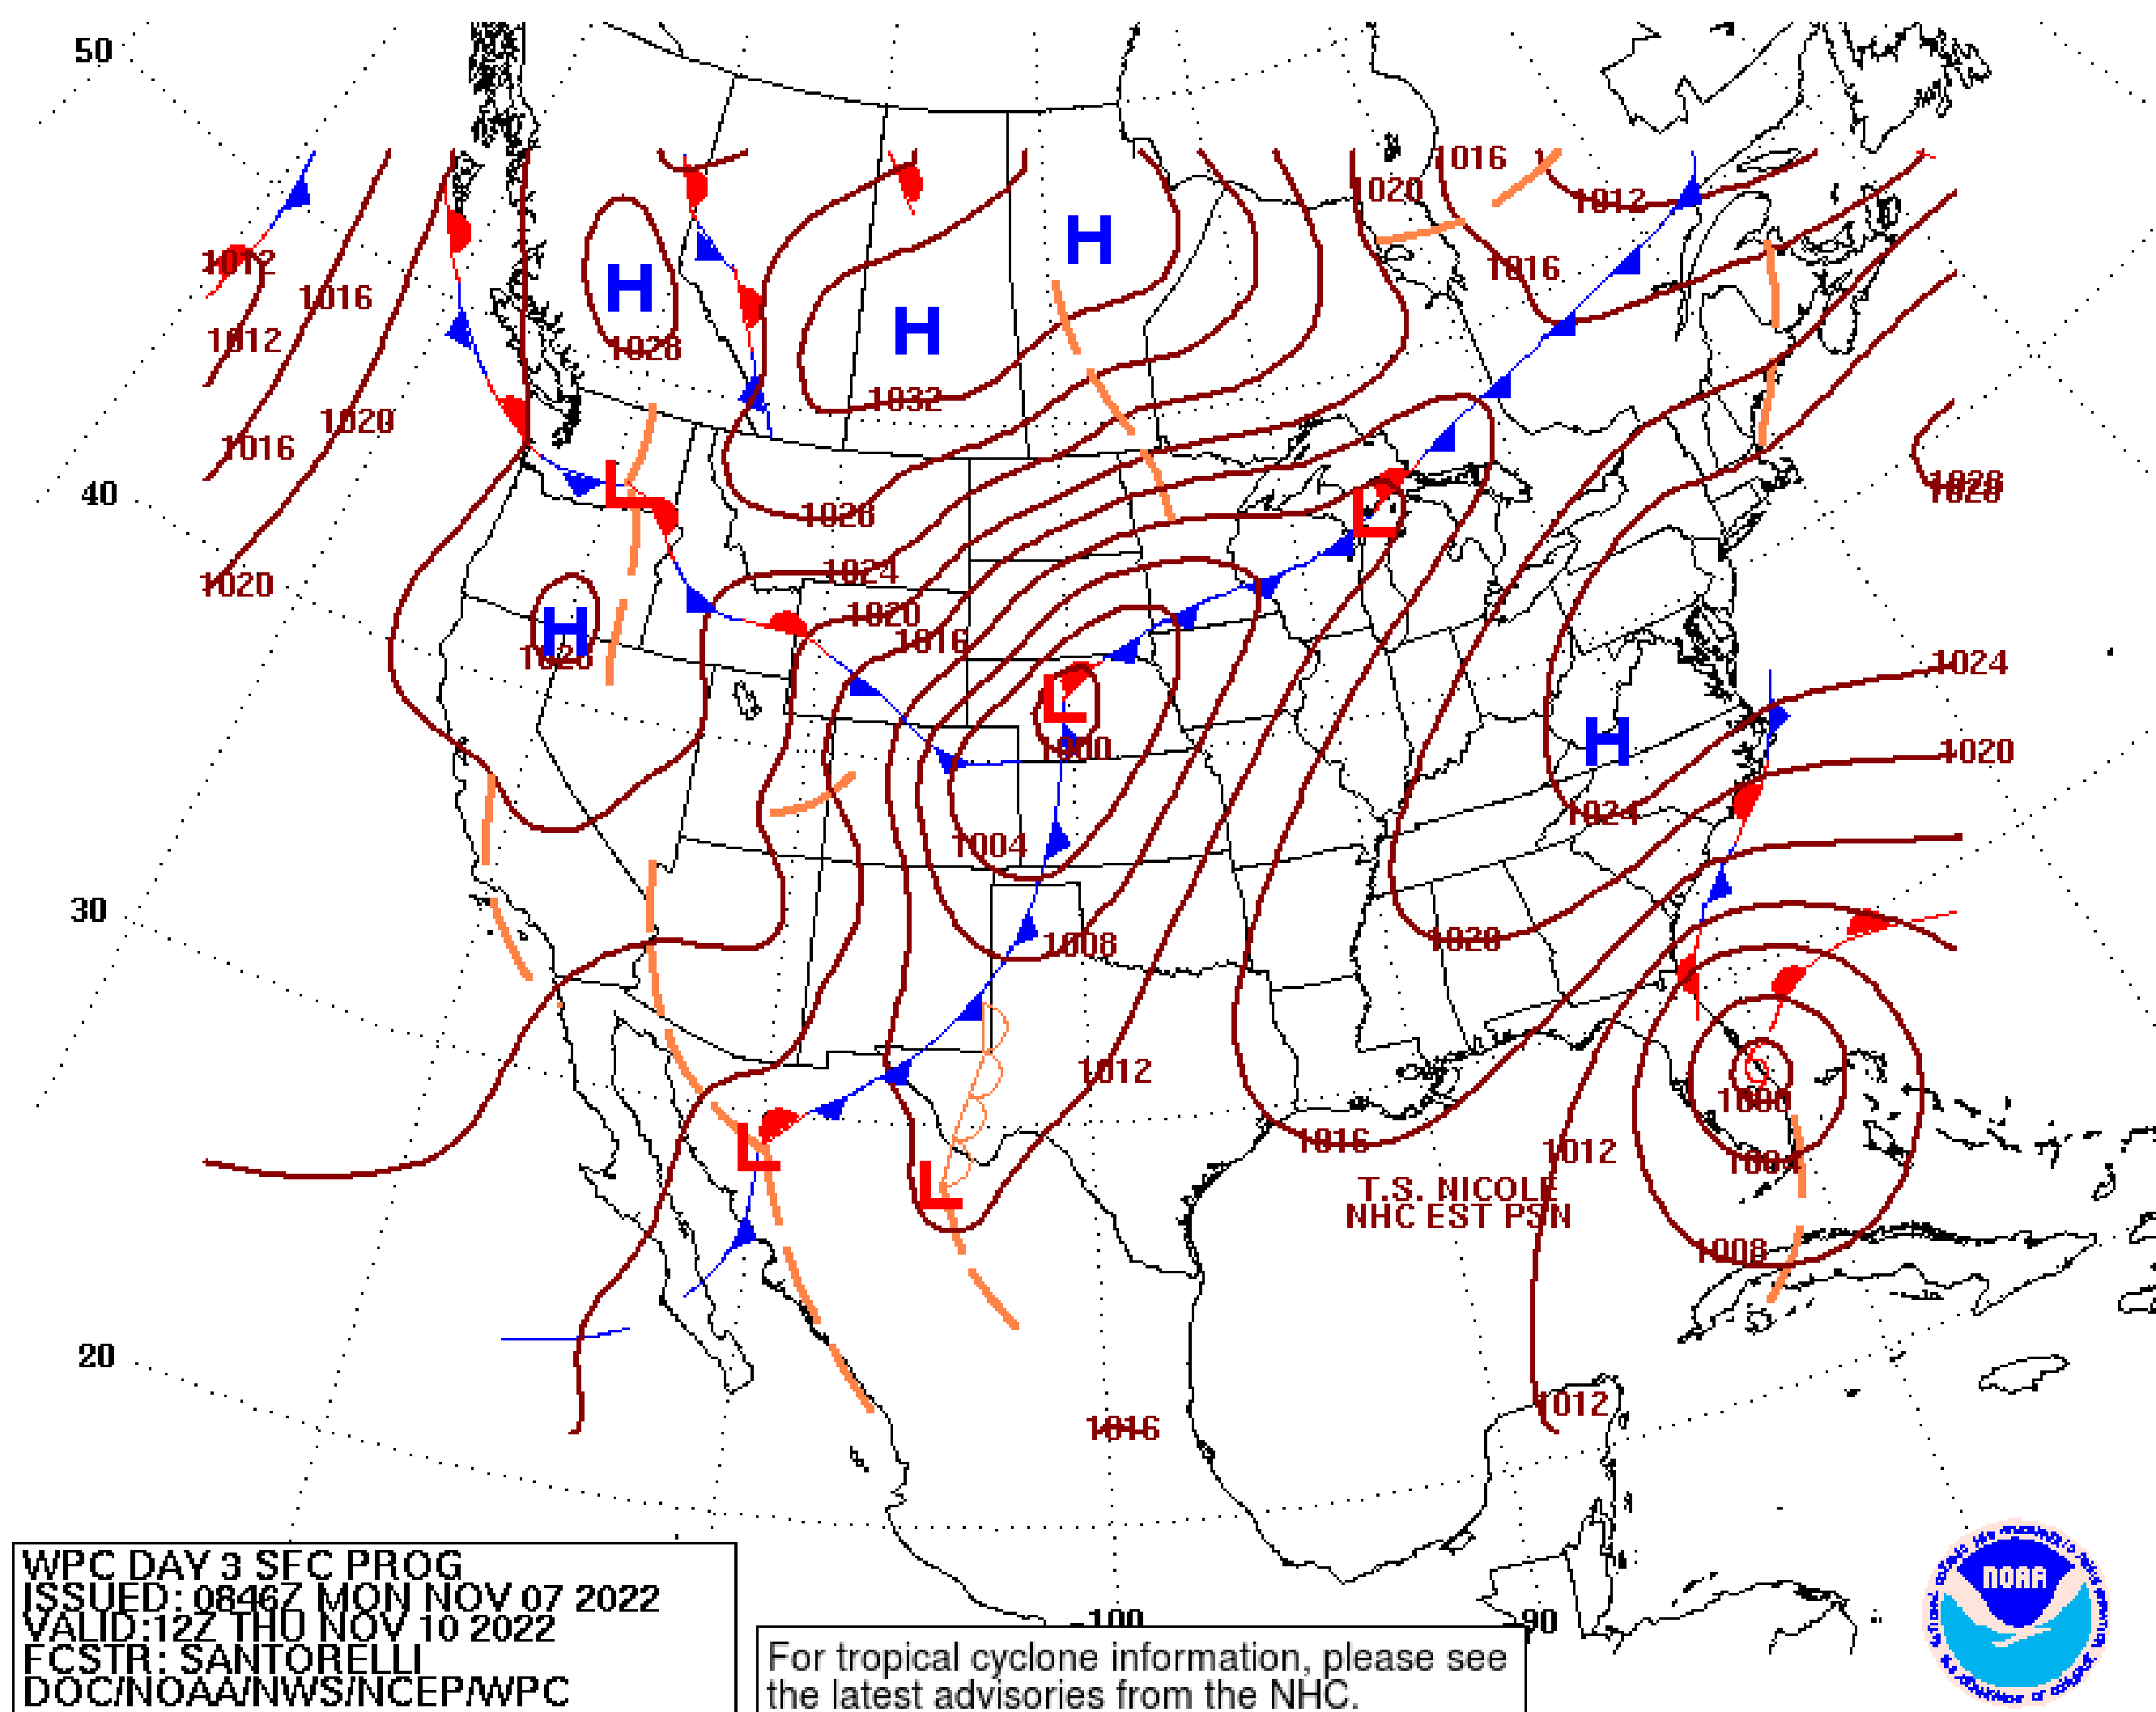 50
1016
1020
1012
1012
H
1016
1016
H
H
1012
1028
1032
1020
1016
40
L
L
1028
1028
1020
1024
1020
H
1016
1028
1024
L
H
1000
1020
1004
1024
30
1008
1020
1012
1000
1016
L
1012
1004
L
T.S. NICOLE
NHC EST PSN
1008
20
1012
1016
WPC DAY 3 SFC PROG
ISSUED: 0846Z MON NOV 07 2022
VALID:12Z THU NOV 10 2022
FCSTR: SANTORELLI
DOC/NOAA/NWS/NCEP/WPC
-100
90
For tropical cyclone information, please see
the latest advisories from the NHC.
NOAA